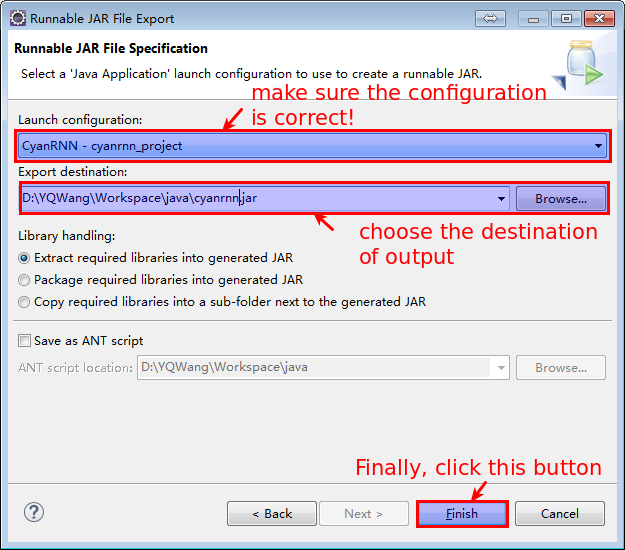 Runnable JAR File Export
Runnable JAR File Specification
Select a 'Java Application' launch configuration to use to create a runnable JAR.
make sure the configuration
is correct!
Launch configuration:
CyanRNN - cyanrnn_project
Export destination:
D:\YQWang\Workspace\java\cyanrnn.jar
Browse...
choose the destination
of output
Library handling:
Extract required libraries into generated JAR
Package required libraries into generated JAR
Copy required libraries into a sub-folder next to the generated JAR
Save as ANT script
ANT script location: D:\YQWang\Workspace\java Browse...
Finally, click this button
? < Back Next > Finish Cancel